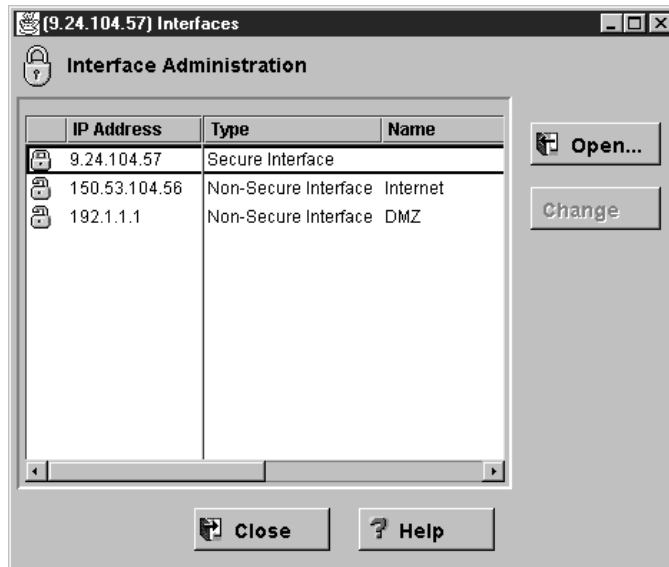 (9.24.104.57) Interfaces
Interface Administration
IP Address Type Name
9.24.104.57 Secure Interface
150.53.104.56 Non-Secure Interface Internet
192.1.1.1 Non-Secure Interface DMZ
Open...
Change
Close
? Help